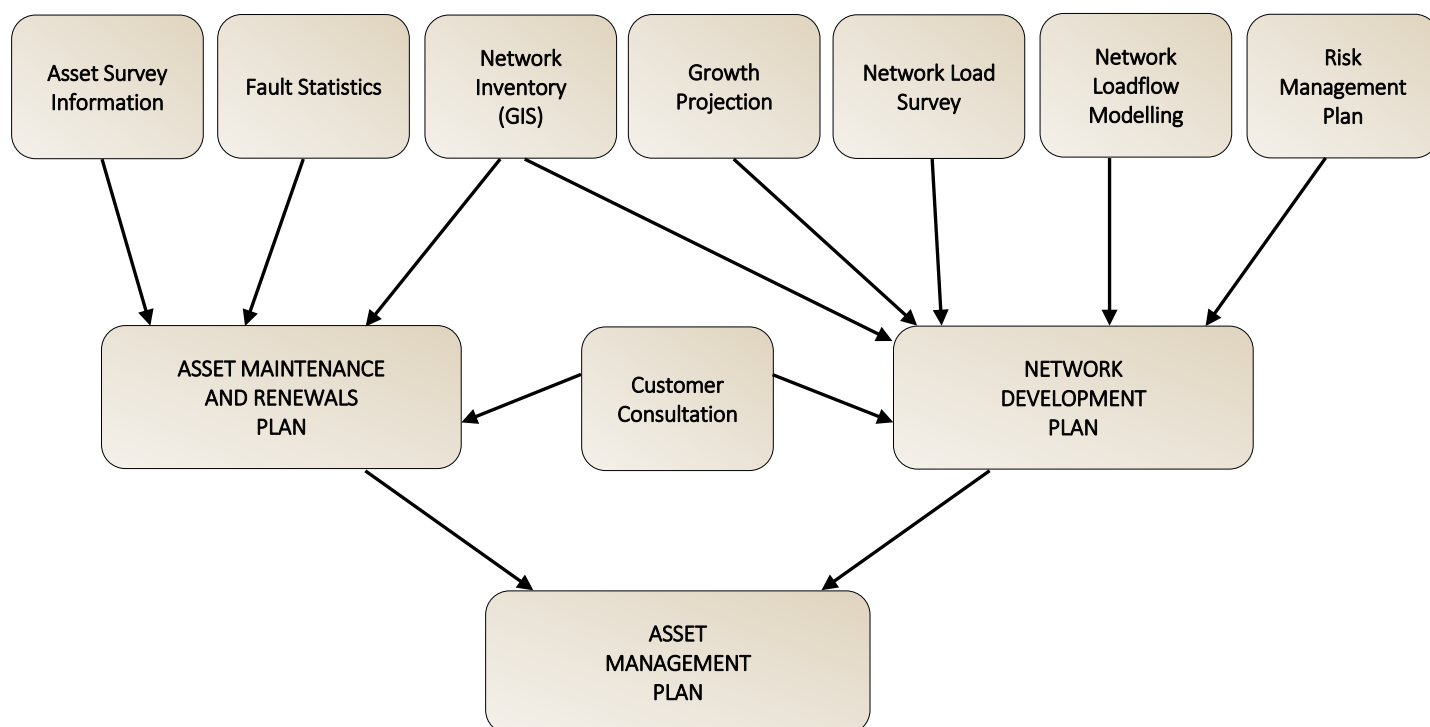 Asset Survey
Information
Fault Statistics
Network
Inventory
(GIS)
Growth
Projection
Network Load
Survey
Network
Loadflow
Modelling
Risk
Management
Plan
ASSET MAINTENANCE
AND RENEWALS
PLAN
Customer
Consultation
NETWORK
DEVELOPMENT
PLAN
ASSET
MANAGEMENT
PLAN